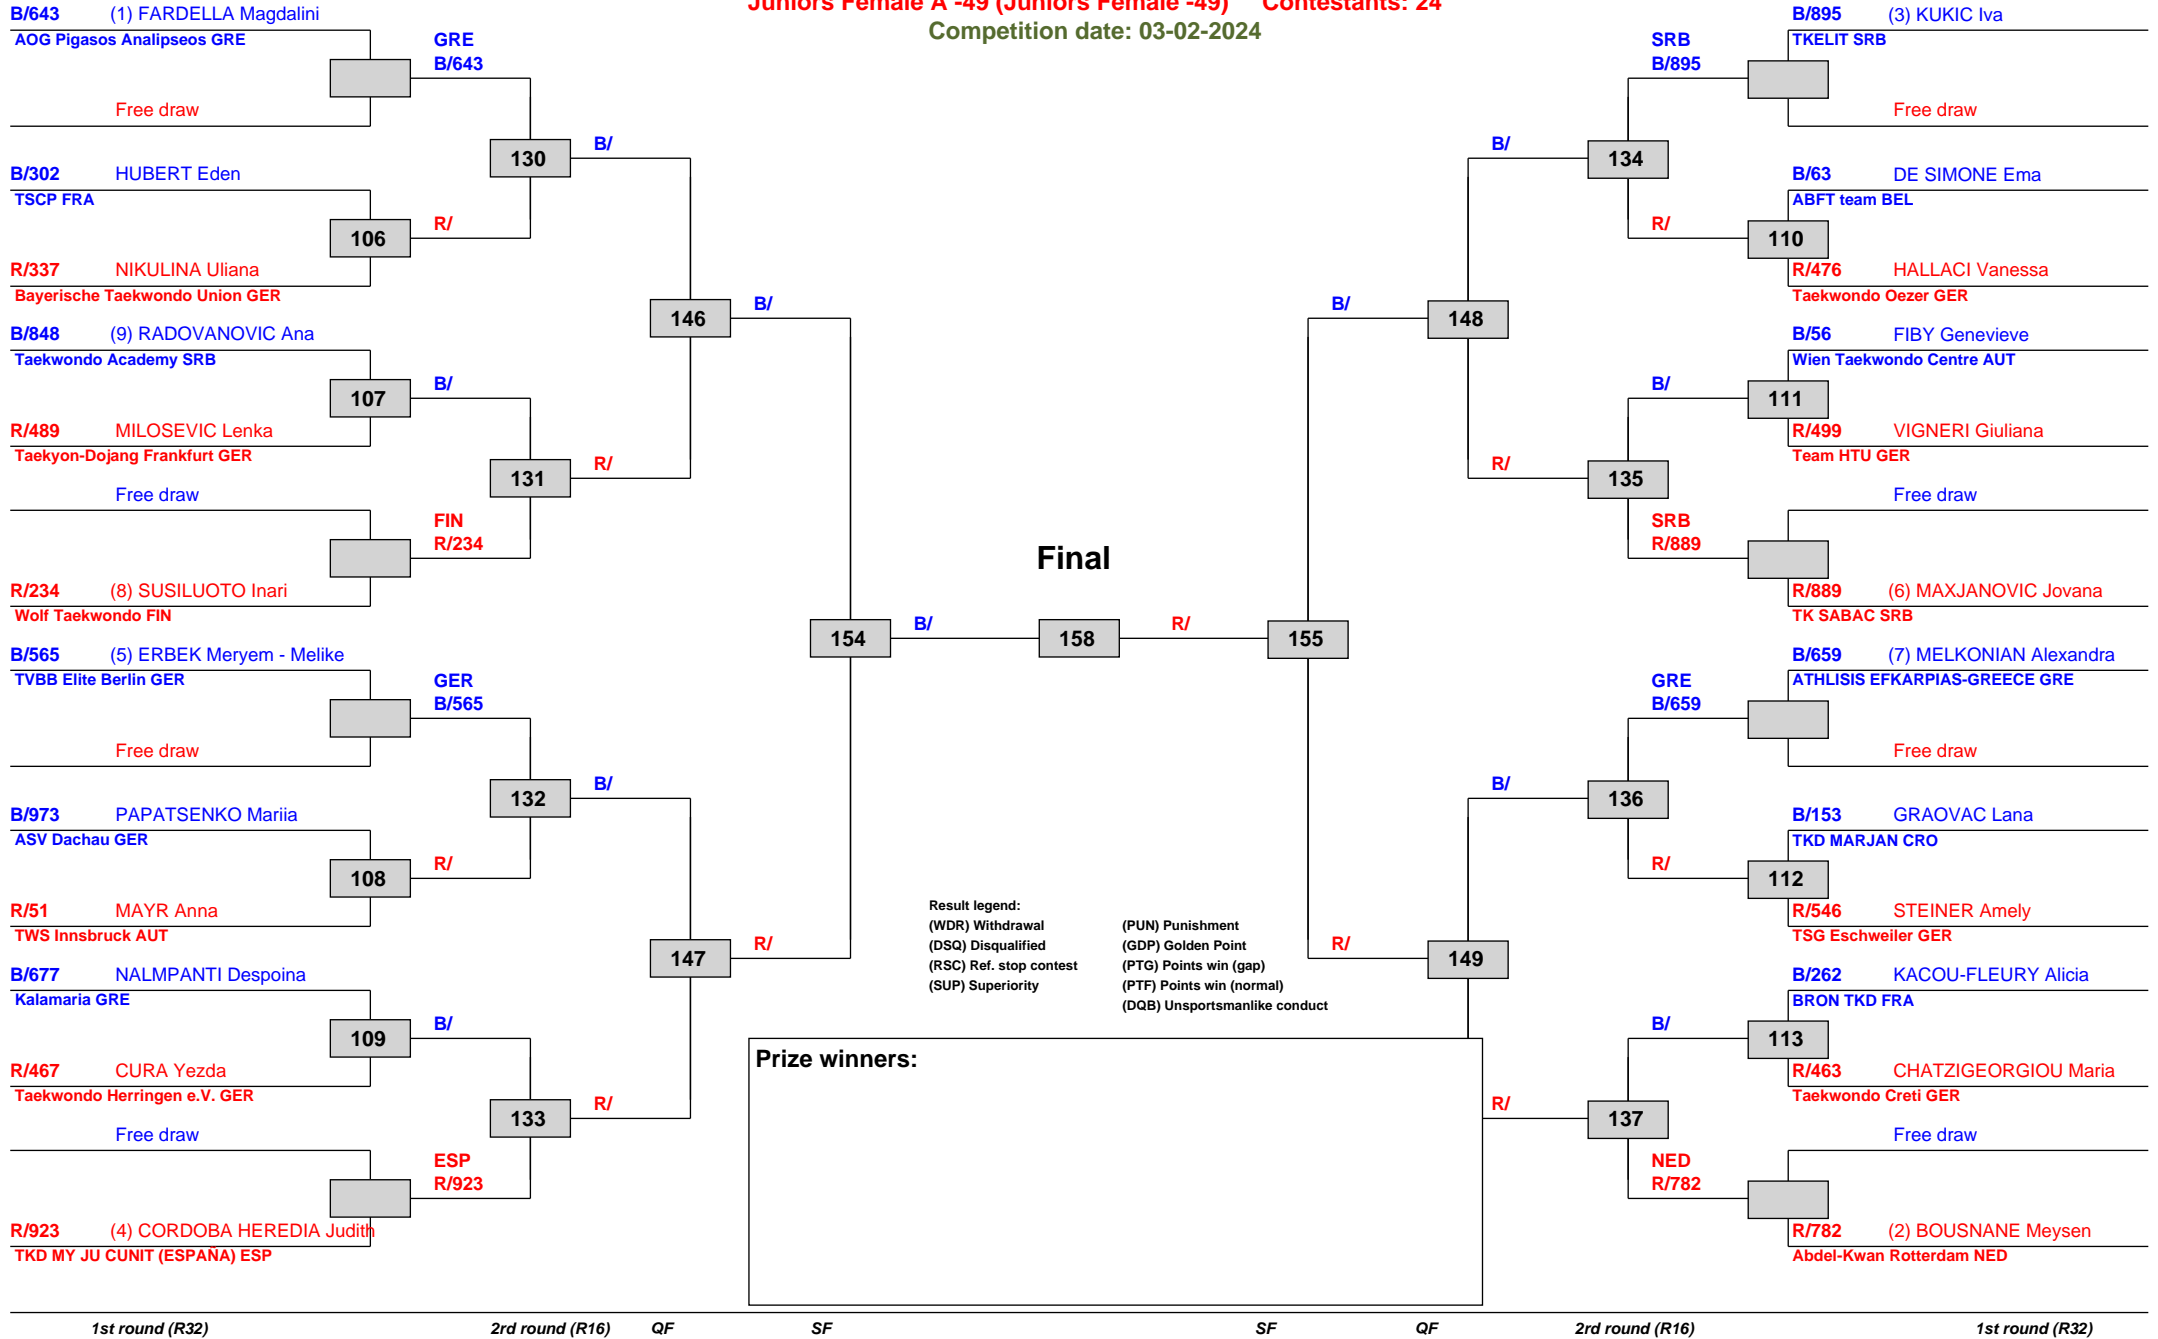 Juniors Female A -49 (Juniors Female -49) Contestants: 24
Competition date: 03-02-2024
B/643 (1) FARDELLA Magdalini
AOG Pigasos Analipseos GRE
GRE
B/643
Free draw
130
B/
B/302 HUBERT Eden
TSCP FRA
106
R/
R/337 NIKULINA Uliana
Bayerische Taekwondo Union GER
146
B/
B/848 (9) RADOVANOVIC Ana
Taekwondo Academy SRB
107
B/
R/489 MILOSEVIC Lenka
Taekyon-Dojang Frankfurt GER
131
R/
Free draw
FIN
R/234
R/234 (8) SUSILUOTO Inari
Wolf Taekwondo FIN
154
B/
B/565 (5) ERBEK Meryem - Melike
TVBB Elite Berlin GER
GER
B/565
Free draw
132
B/
B/973 PAPATSENKO Mariia
ASV Dachau GER
108
R/
R/51 MAYR Anna
TWS Innsbruck AUT
147
R/
B/677 NALMPANTI Despoina
Kalamaria GRE
109
B/
R/467 CURA Yezda
Taekwondo Herringen e.V. GER
133
R/
Free draw
ESP
R/923
R/923 (4) CORDOBA HEREDIA Judith
TKD MY JU CUNIT (ESPAÑA) ESP
Final
158
R/
155
B/895 (3) KUKIC Iva
TKELIT SRB
SRB
B/895
Free draw
B/
134
B/63 DE SIMONE Ema
ABFT team BEL
R/
110
R/476 HALLACI Vanessa
Taekwondo Oezer GER
B/
148
B/56 FIBY Genevieve
Wien Taekwondo Centre AUT
B/
111
R/499 VIGNERI Giuliana
Team HTU GER
R/
135
Free draw
SRB
R/889
R/889 (6) MAXJANOVIC Jovana
TK SABAC SRB
B/659 (7) MELKONIAN Alexandra
ATHLISIS EFKARPIAS-GREECE GRE
GRE
B/659
Free draw
B/
136
B/153 GRAOVAC Lana
TKD MARJAN CRO
R/
112
R/546 STEINER Amely
TSG Eschweiler GER
R/
149
B/262 KACOU-FLEURY Alicia
BRON TKD FRA
B/
113
R/463 CHATZIGEORGIOU Maria
Taekwondo Creti GER
R/
137
Free draw
NED
R/782
R/782 (2) BOUSNANE Meysen
Abdel-Kwan Rotterdam NED
Result legend:
(WDR) Withdrawal (PUN) Punishment
(DSQ) Disqualified (GDP) Golden Point
(RSC) Ref. stop contest (PTG) Points win (gap)
(SUP) Superiority (PTF) Points win (normal)
(DQB) Unsportsmanlike conduct
Prize winners:
1st round (R32) 2rd round (R16) QF SF SF QF 2rd round (R16) 1st round (R32)